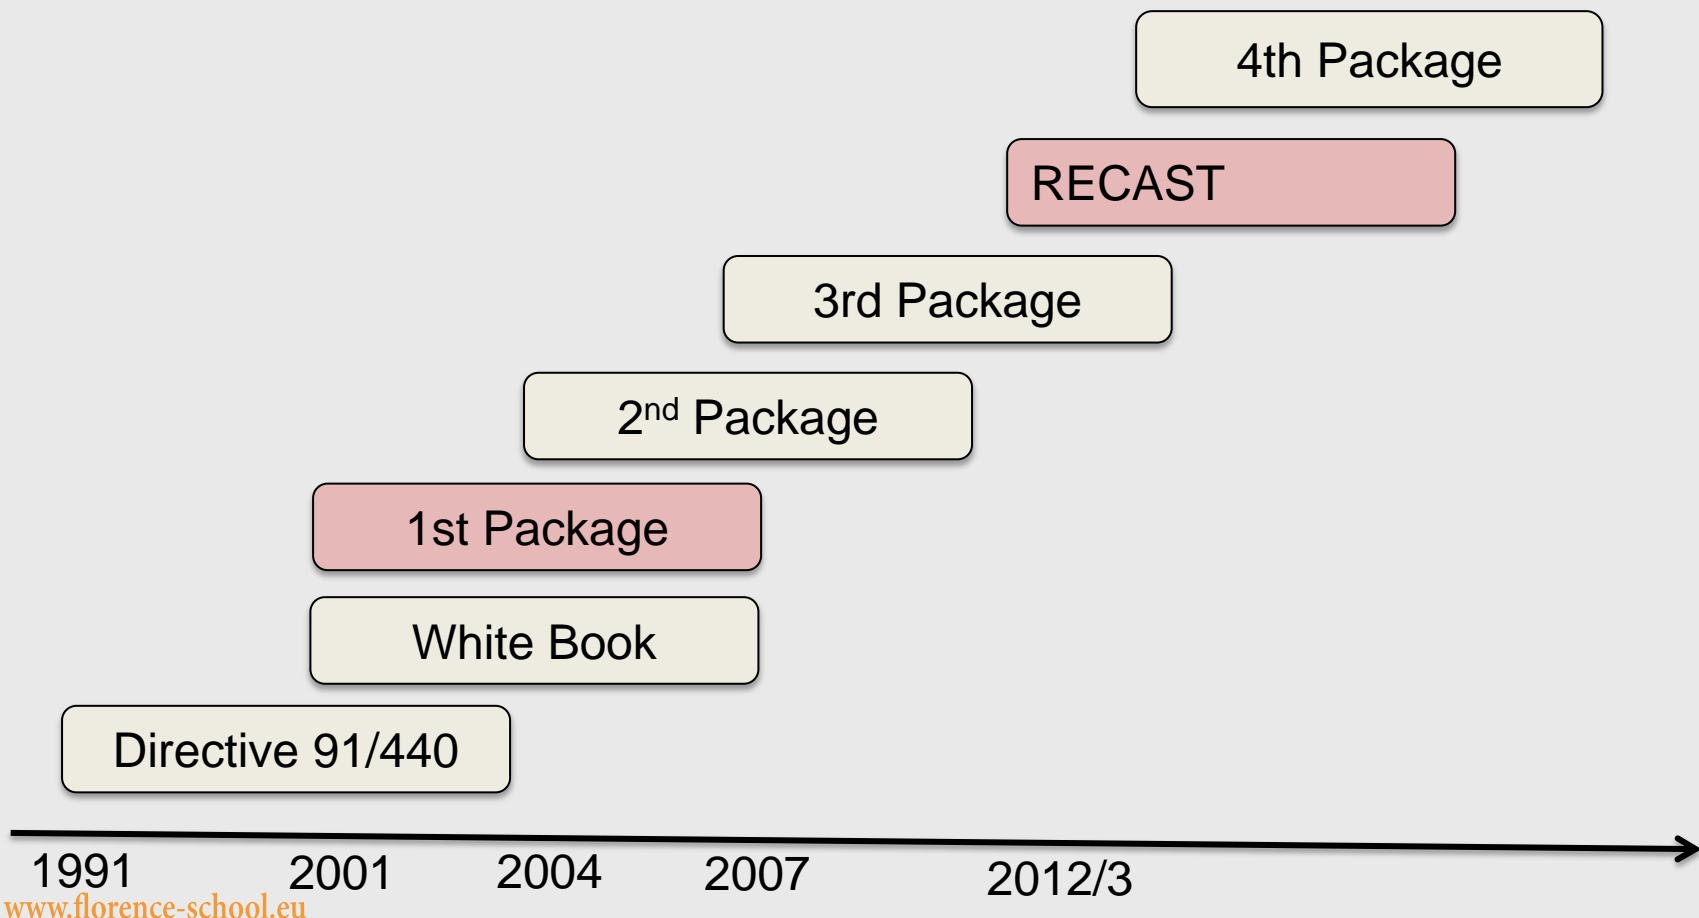 4th Package
RECAST
3rd Package
2nd Package
1st Package
White Book
Directive 91/440
1991 2001 2004 2007 2012/3
www.florence-school.eu